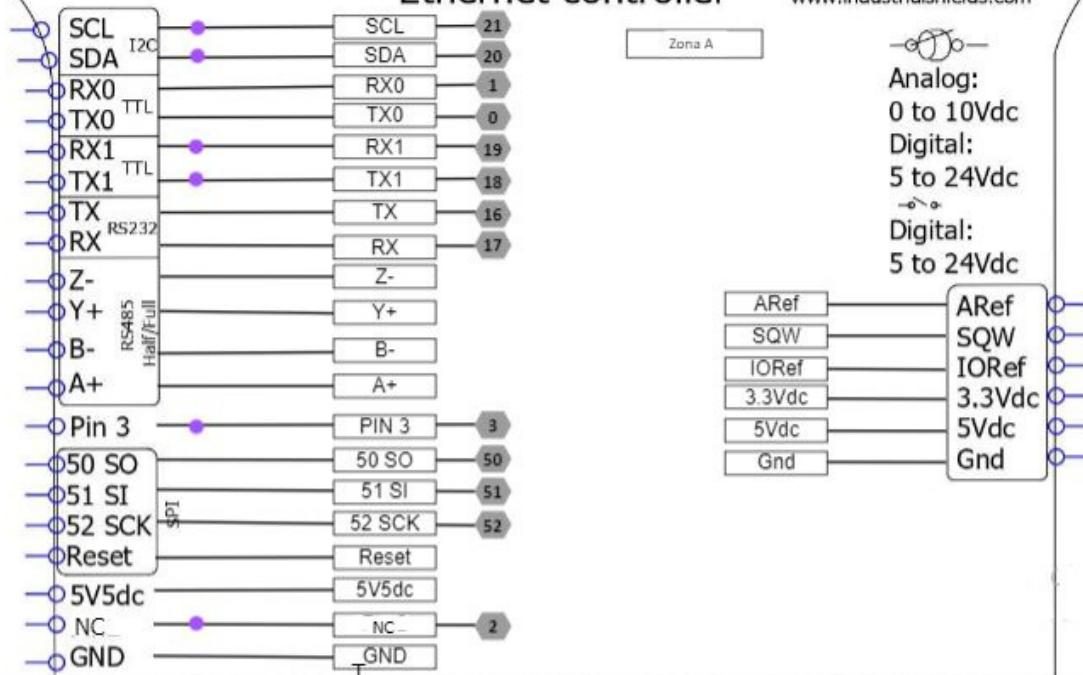 Ethernet controller
www.industrialshields.com
SCL SCL 21
I2C
SDA SDA 20
RX0 RX0 1
TTL
TX0 TX0 0
RX1 RX1 19
TTL
TX1 TX1 18
TX TX 16
RS232
RX RX 17
Z- Z-
Y+ Y+
RS485
Half/Full
B- B-
A+ A+
Pin 3 PIN 3 3
50 SO 50 SO 50
51 SI 51 SI 51
SPI
52 SCK 52 SCK 52
Reset Reset
5V5dc 5V5dc
NC NC 2
GND GND
Zona A
Analog:
0 to 10Vdc
Digital:
5 to 24Vdc
Digital:
5 to 24Vdc
ARef ARef
SQW SQW
IORef IORef
3.3Vdc 3.3Vdc
5Vdc 5Vdc
Gnd Gnd